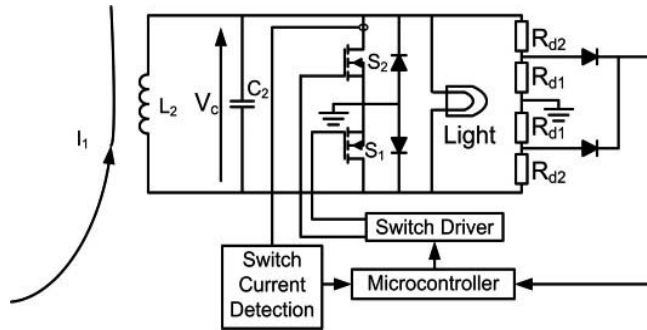 I1
L2
Vc
C2
S2
S1
Light
Rd2
Rd1
Rd1
Rd2
Switch Driver
Switch
Current
Detection
Microcontroller